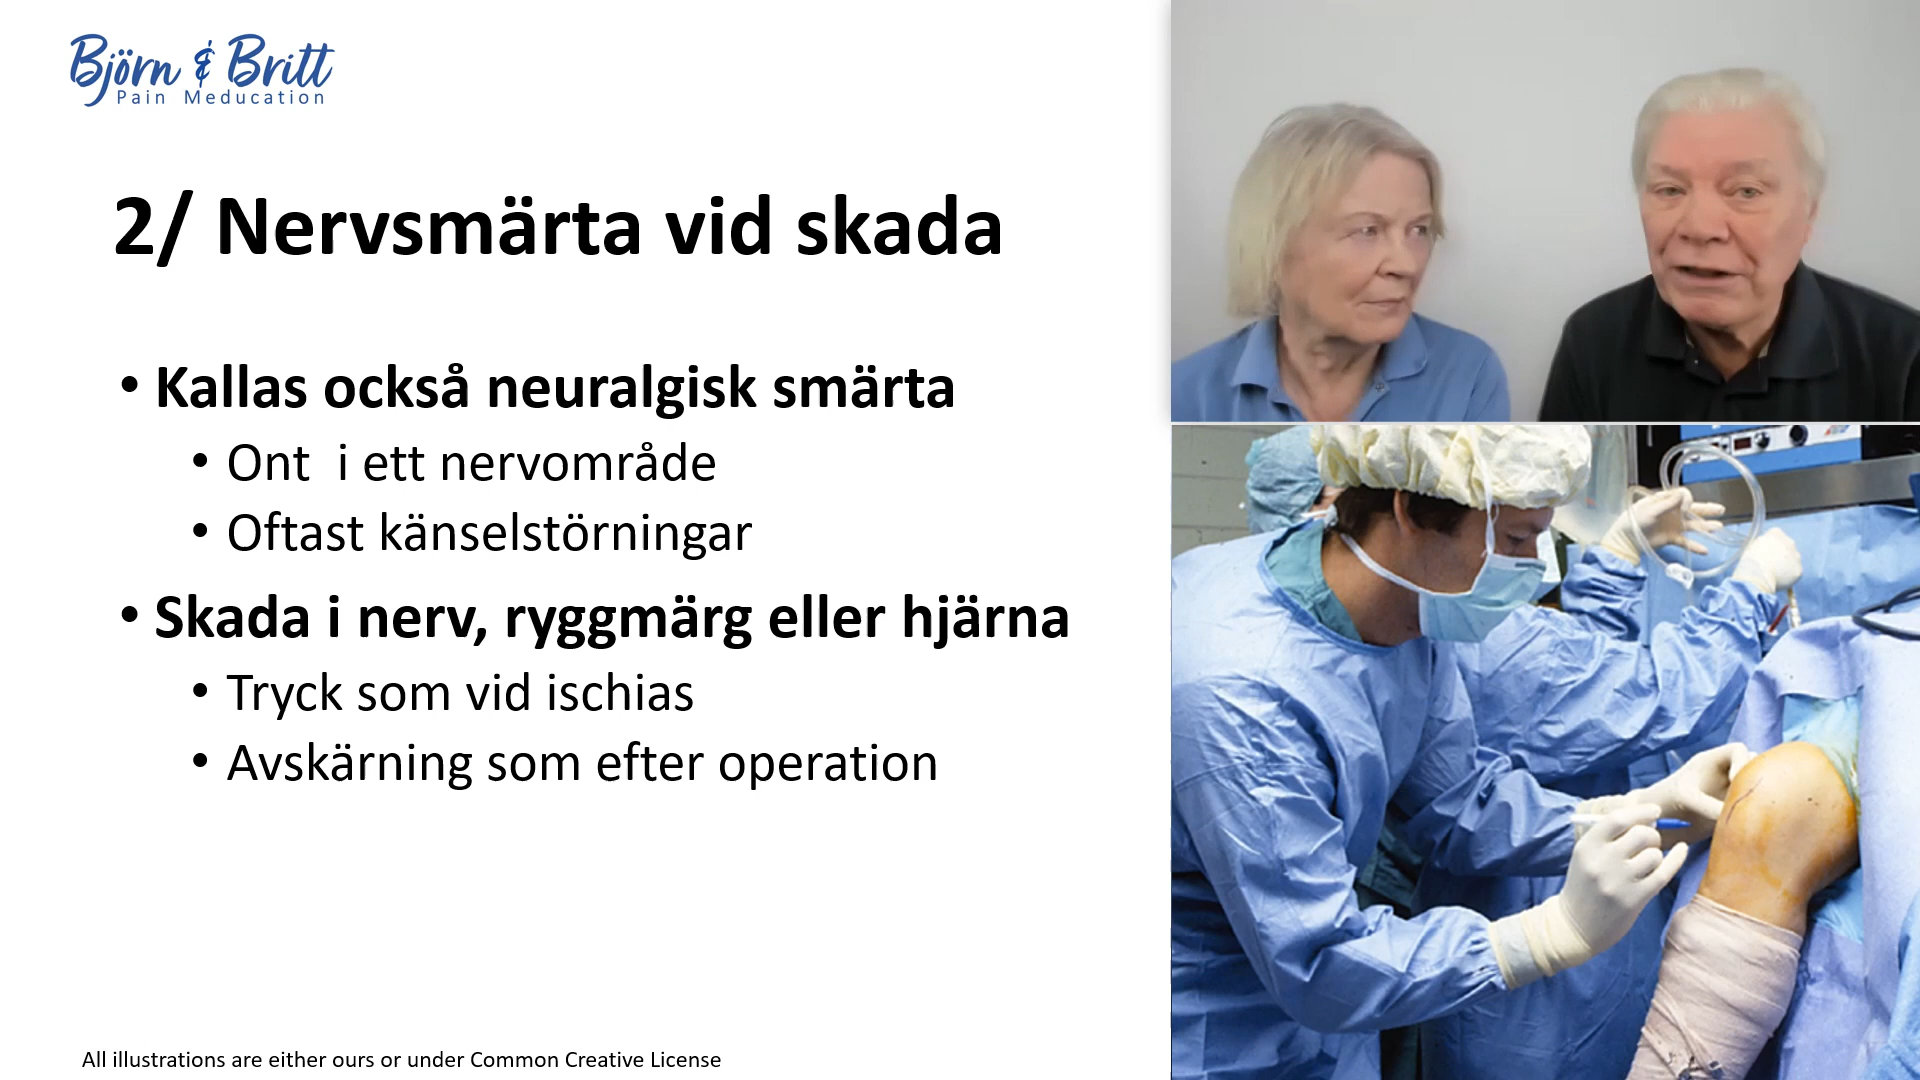 Björn & Britt
Pain Meducation
2/ Nervsmärta vid skada
• Kallas också neuralgisk smärta
• Ont  i ett nervområde
• Oftast känselstörningar
• Skada i nerv, ryggmärg eller hjärna
• Tryck som vid ischias
• Avskärning som efter operation
All illustrations are either ours or under Common Creative License